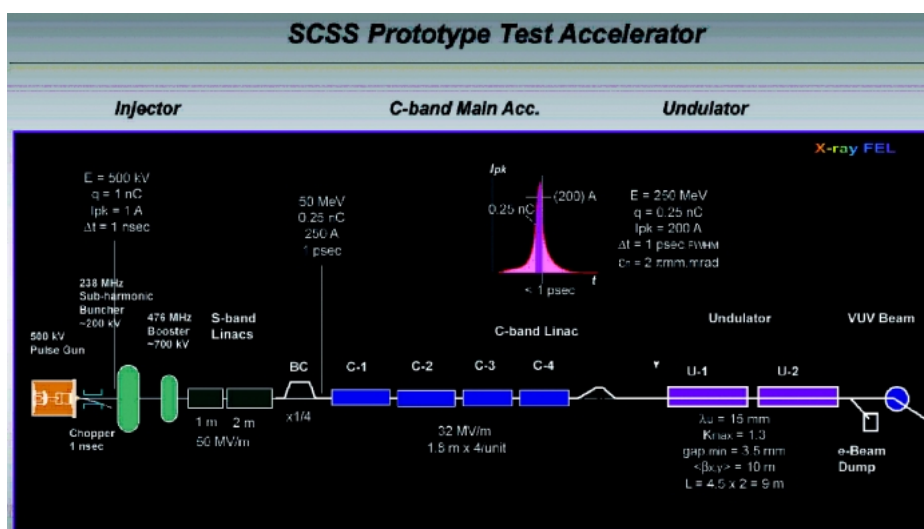 SCSS Prototype Test Accelerator
Injector
C-band Main Acc.
Undulator
X-ray FEL
E = 500 kV
q = 1 nC
Ipk = 1 A
Δt = 1 nsec
50 MeV
0.25 nC
250 A
1 psec
Ipk
(200) A
0.25 nC
t
< 1 psec
E = 250 MeV
q = 0.25 nC
Ipk = 200 A
Δt = 1 psec FWHM
= 2 πmm.mrad
238 MHz
Sub-harmonic
Buncher
~200 kV
476 MHz
Booster
~700 kV
S-band
Linacs
C-band Linac
Undulator
VUV Beam
500 kV
Pulse Gun
BC
C-1
C-2
C-3
C-4
U-1
U-2
Chopper
1 nsec
1 m
2 m
x1/4
32 MV/m
1.8 m x 4/unit
λu = 15 mm
Kmax = 1.3
gap min = 3.5 mm
<βx,y> = 10 m
L = 4.5 x 2 = 9 m
e-Beam
Dump